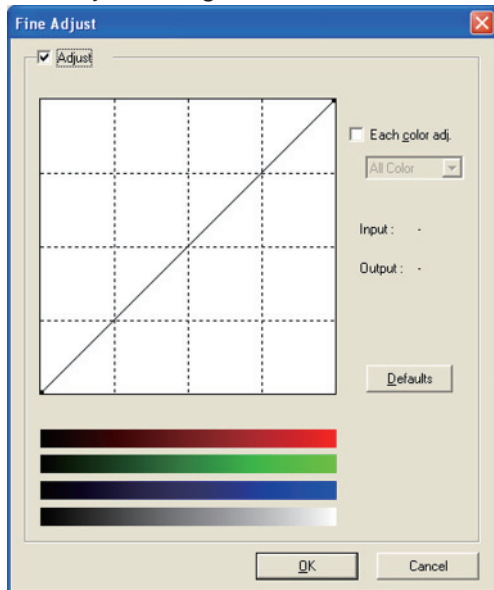 Fine Adjust
Adjust
Each color adj.
All Color
Input : -
Output : -
Defaults
OK
Cancel